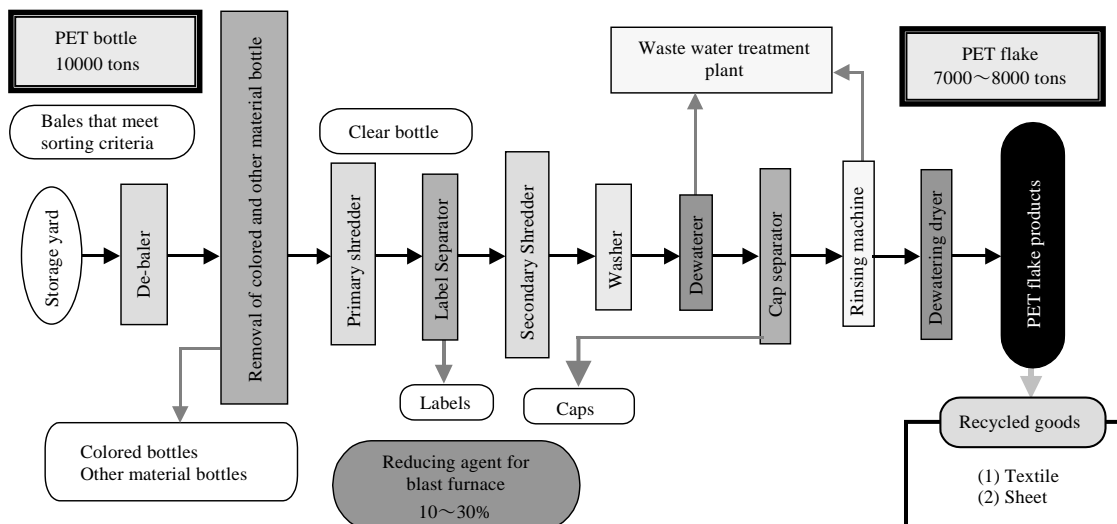 PET bottle
10000 tons
Bales that meet
sorting criteria
Storage yard
De-baler
Removal of colored and other material bottle
Colored bottles
Other material bottles
Clear bottle
Primary shredder
Label Separator
Labels
Secondary Shredder
Washer
Dewaterer
Waste water treatment
plant
Cap separator
Caps
Rinsing machine
Dewatering dryer
PET flake
7000～8000 tons
PET flake products
Reducing agent for
blast furnace
10～30%
Recycled goods
(1) Textile
(2) Sheet